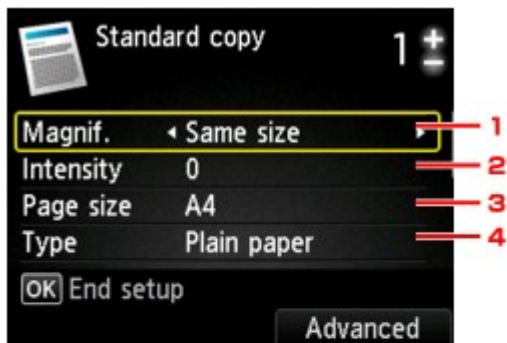 Standard copy 1 + -
Magnif. Same size 1
Intensity 0 2
Page size A4 3
Type Plain paper 4
OK End setup
Advanced